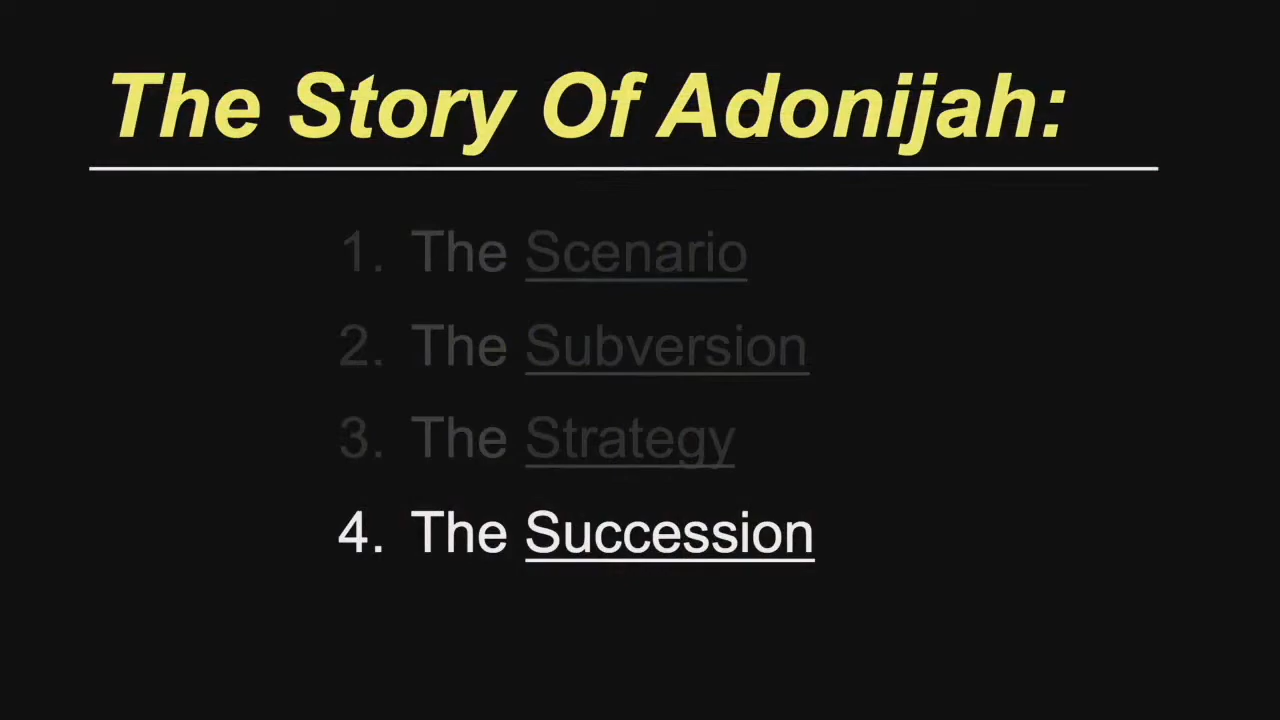 The Story Of Adonijah:
1. The Scenario
2. The Subversion
3. The Strategy
4. The Succession